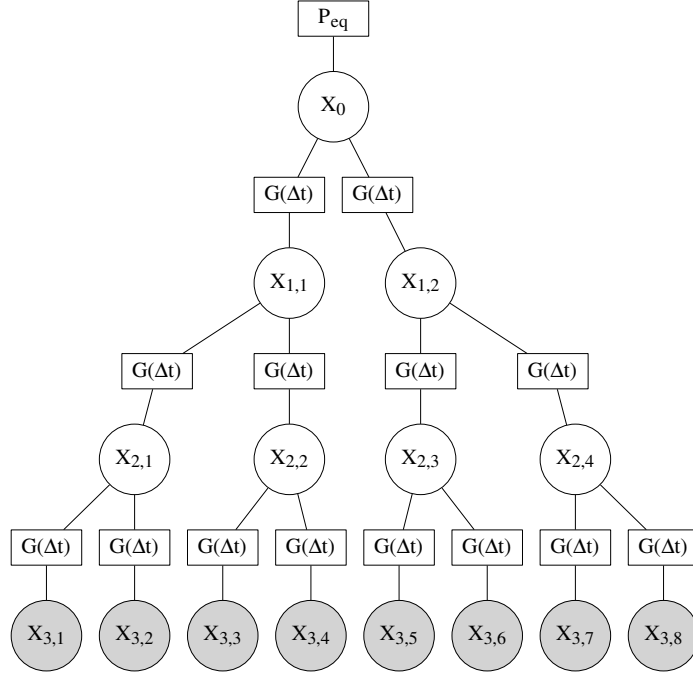 P_eq
X_0
G(Δt) G(Δt)
X_1,1 X_1,2
G(Δt) G(Δt) G(Δt) G(Δt)
X_2,1 X_2,2 X_2,3 X_2,4
G(Δt) G(Δt) G(Δt) G(Δt) G(Δt) G(Δt) G(Δt) G(Δt)
X_3,1 X_3,2 X_3,3 X_3,4 X_3,5 X_3,6 X_3,7 X_3,8